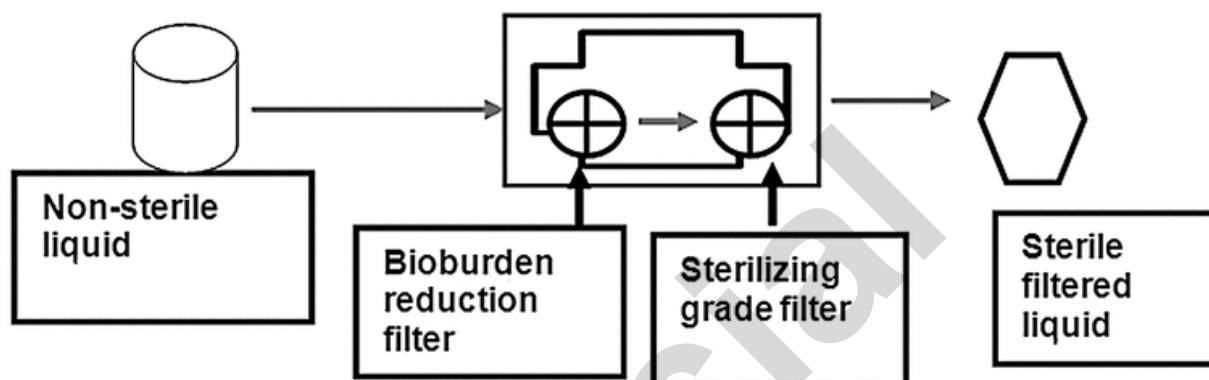 Non-sterile
liquid
Bioburden
reduction
filter
Sterilizing
grade filter
Sterile
filtered
liquid